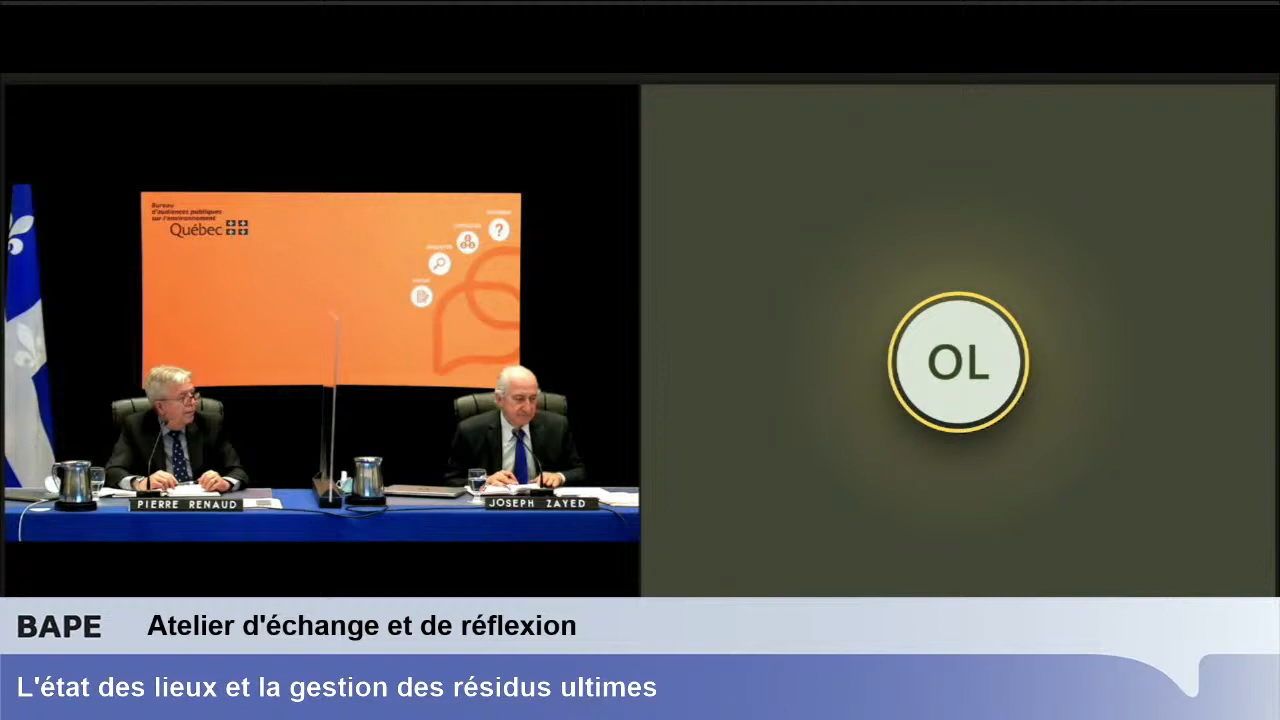 Bureau
d'audiences publiques
sur l'environnement
Québec
?
OL
PIERRE RENAUD
JOSEPH ZAYED
BAPE
Atelier d'échange et de réflexion
L'état des lieux et la gestion des résidus ultimes